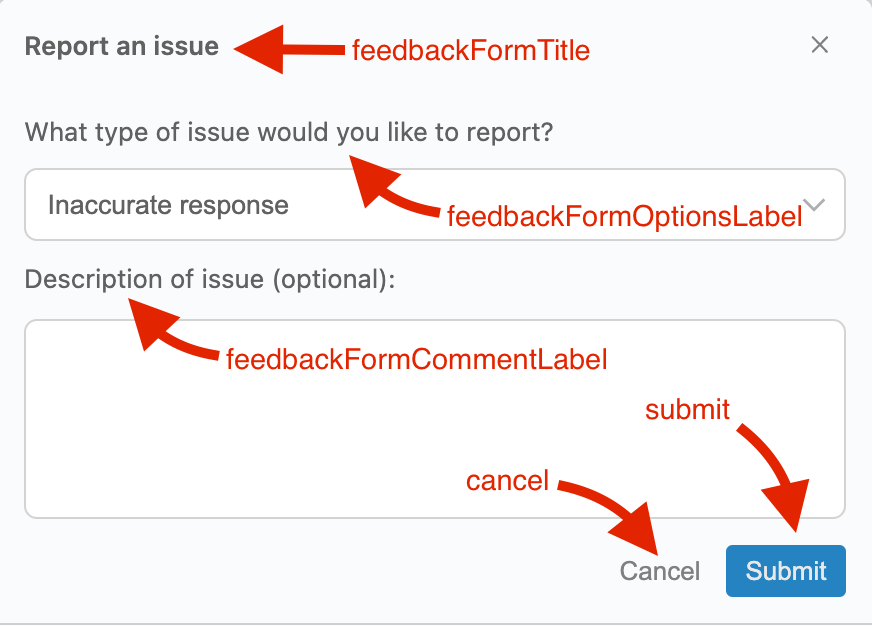 Report an issue
feedbackFormTitle
What type of issue would you like to report?
Inaccurate response
feedbackFormOptionsLabel
Description of issue (optional):
feedbackFormCommentLabel
submit
cancel
Cancel
Submit